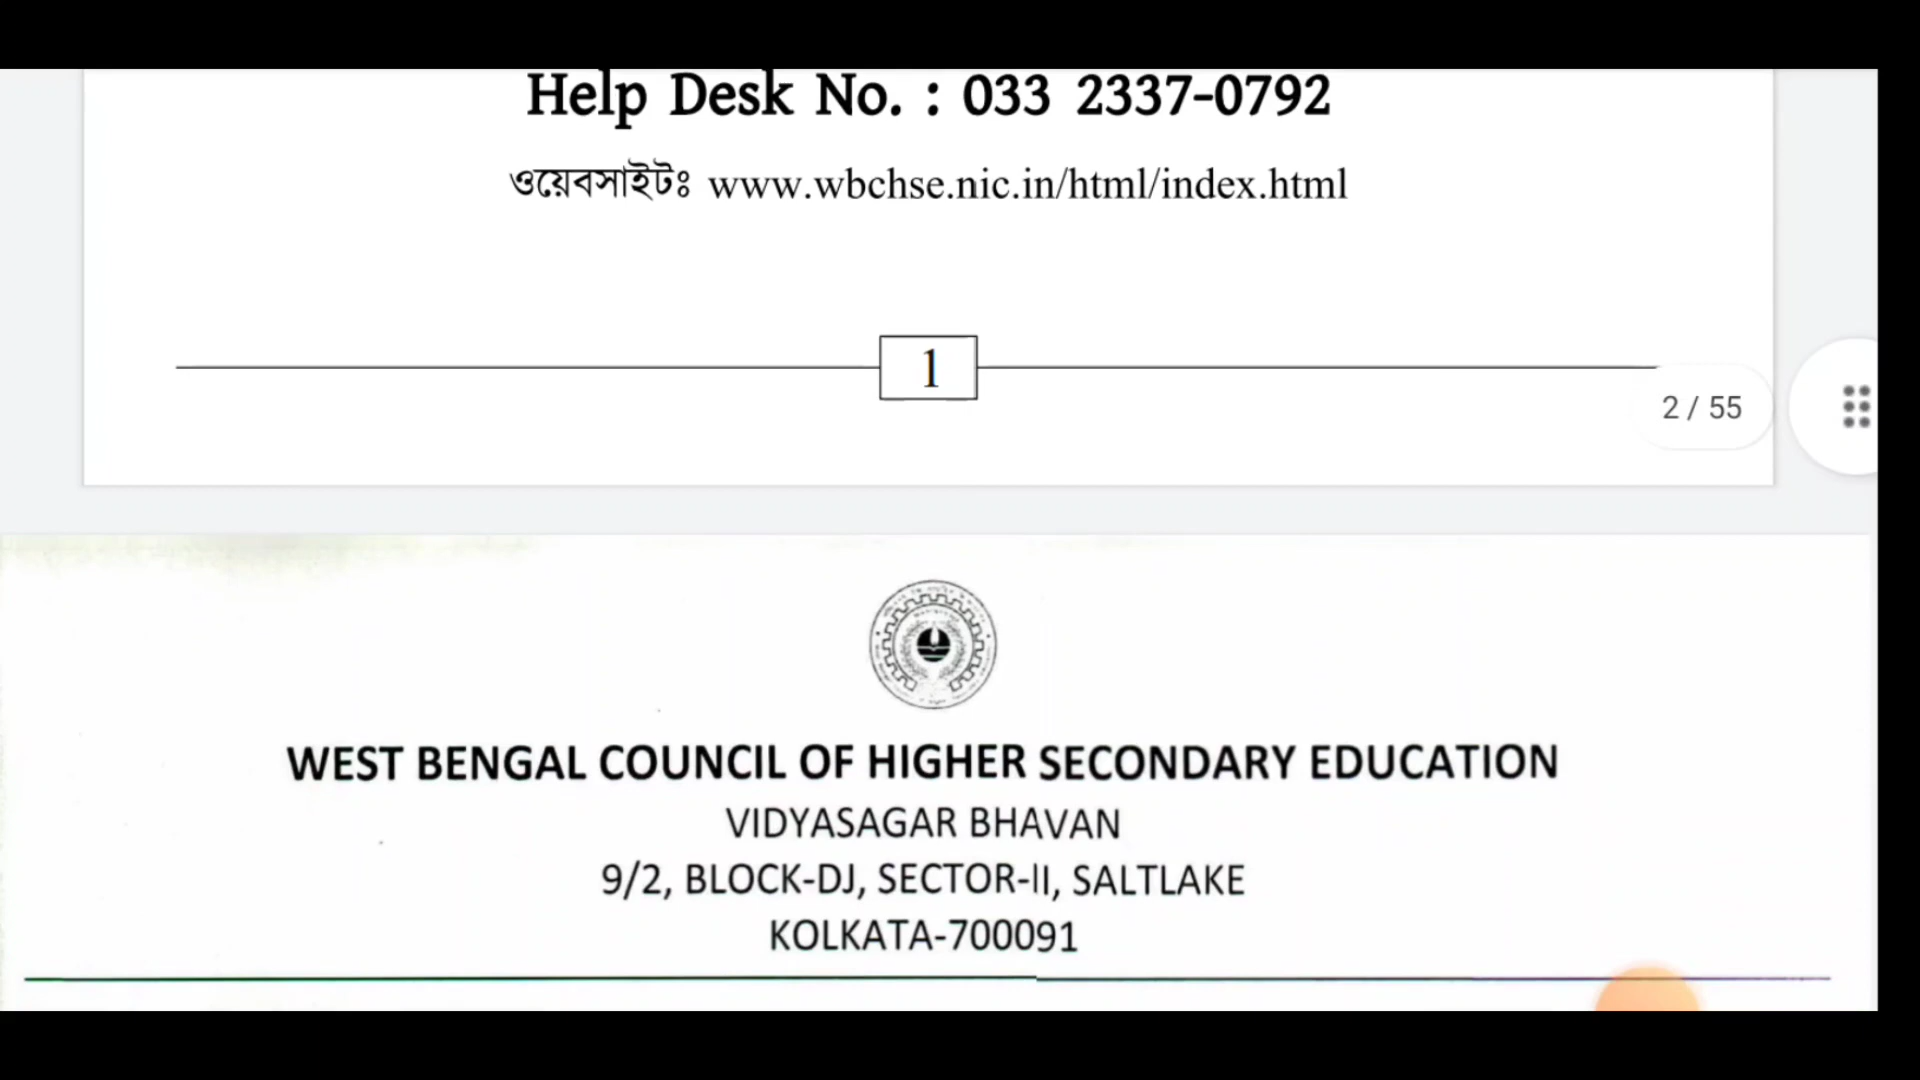 Help Desk No. : 033 2337-0792
ওয়েবসাইটঃ www.wbchse.nic.in/html/index.html
1
2 / 55
WEST BENGAL COUNCIL OF HIGHER SECONDARY EDUCATION
VIDYASAGAR BHAVAN
9/2, BLOCK-DJ, SECTOR-II, SALTLAKE
KOLKATA-700091